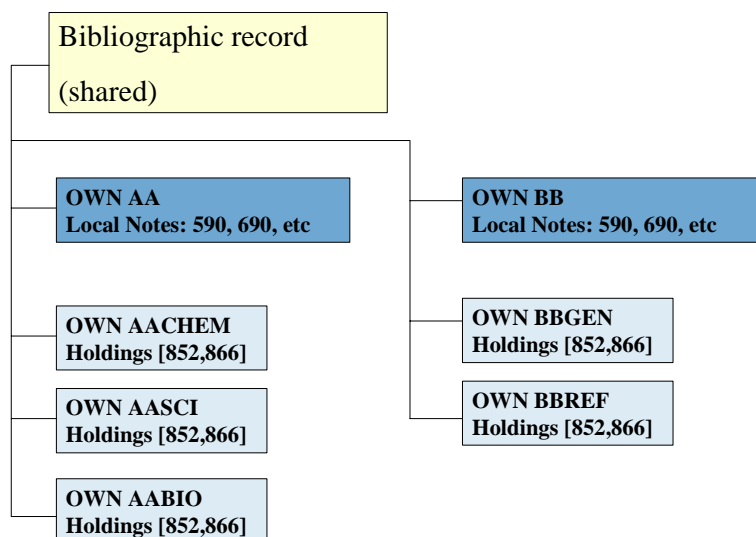 Bibliographic record
(shared)
OWN AA
Local Notes: 590, 690, etc
OWN BB
Local Notes: 590, 690, etc
OWN AACHEM
Holdings [852,866]
OWN BBGEN
Holdings [852,866]
OWN AASCI
Holdings [852,866]
OWN BBREF
Holdings [852,866]
OWN AABIO
Holdings [852,866]